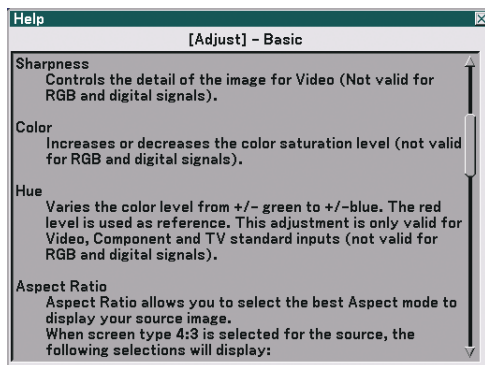 Help
[Adjust] - Basic
Sharpness
Controls the detail of the image for Video (Not valid for
RGB and digital signals).
Color
Increases or decreases the color saturation level (not valid
for RGB and digital signals).
Hue
Varies the color level from +/- green to +/-blue. The red
level is used as reference. This adjustment is only valid for
Video, Component and TV standard inputs (not valid for
RGB and digital signals).
Aspect Ratio
Aspect Ratio allows you to select the best Aspect mode to
display your source image.
When screen type 4:3 is selected for the source, the
following selections will display: